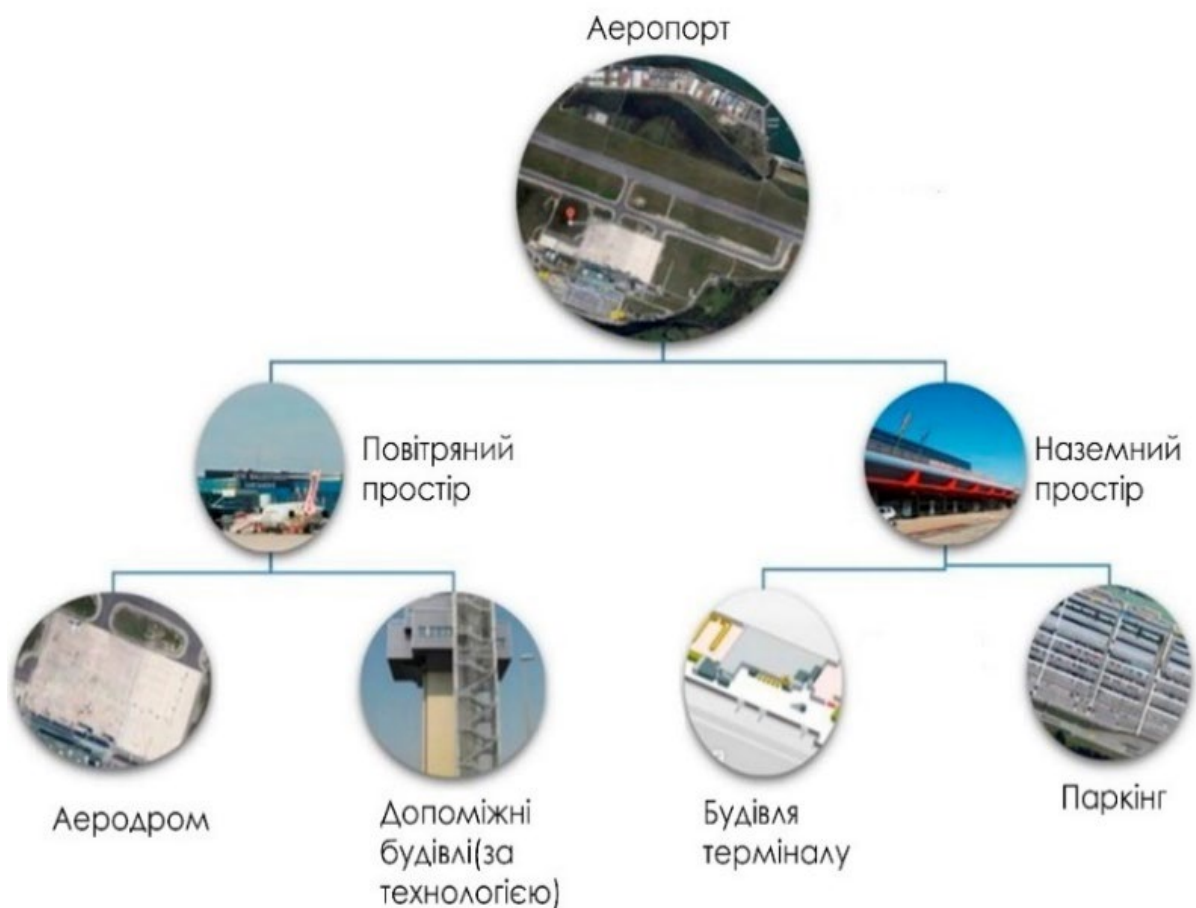 Аеропорт
Повітряний
простір
Наземний
простір
Аеродром
Допоміжні
будівлі(за
технологією)
Будівля
терміналу
Паркінг